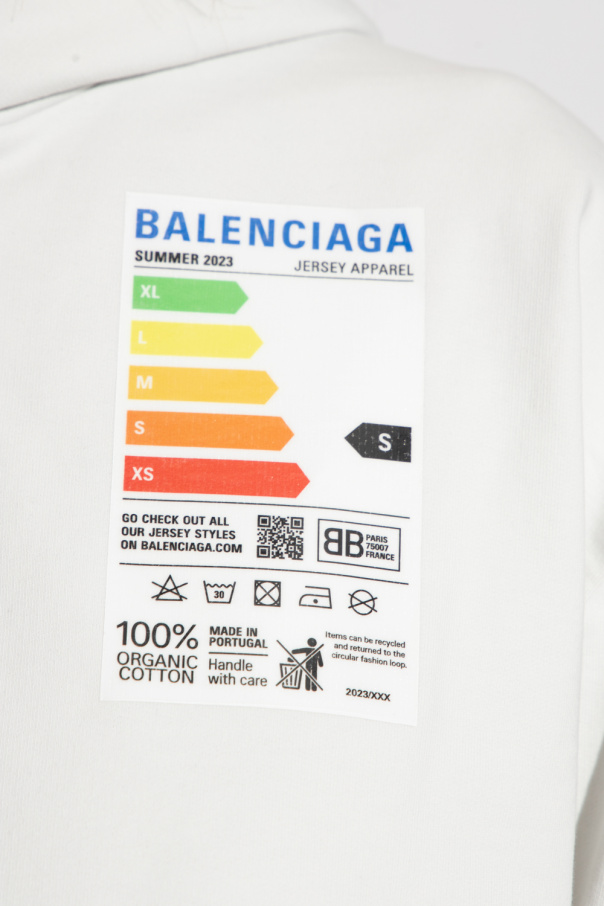 BALENCIAGA
SUMMER 2023
JERSEY APPAREL
XL
L
M
S
S
XS
GO CHECK OUT ALL
OUR JERSEY STYLES
ON BALENCIAGA.COM
BB
PARIS
75007
FRANCE
30
100%
ORGANIC
COTTON
MADE IN
PORTUGAL
Handle
with care
Items can be recycled
and returned to the
circular fashion loop.
2023/XXX